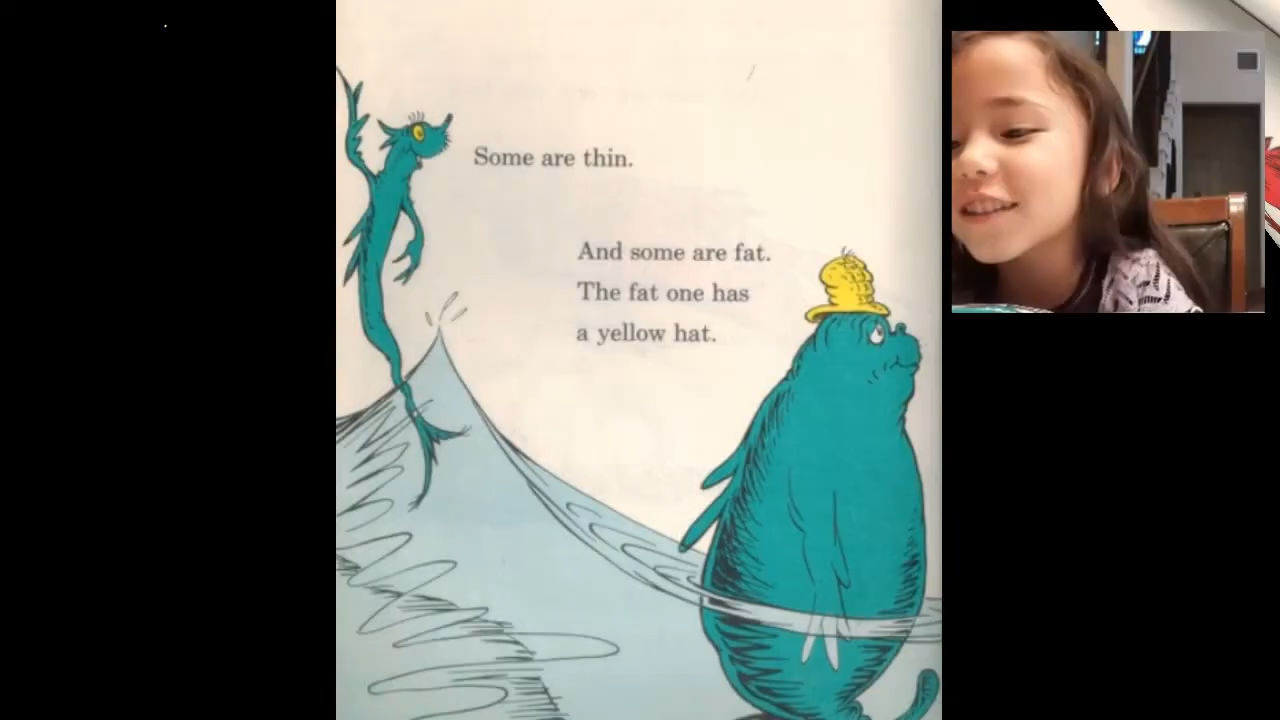 Some are thin.
And some are fat.
The fat one has
a yellow hat.